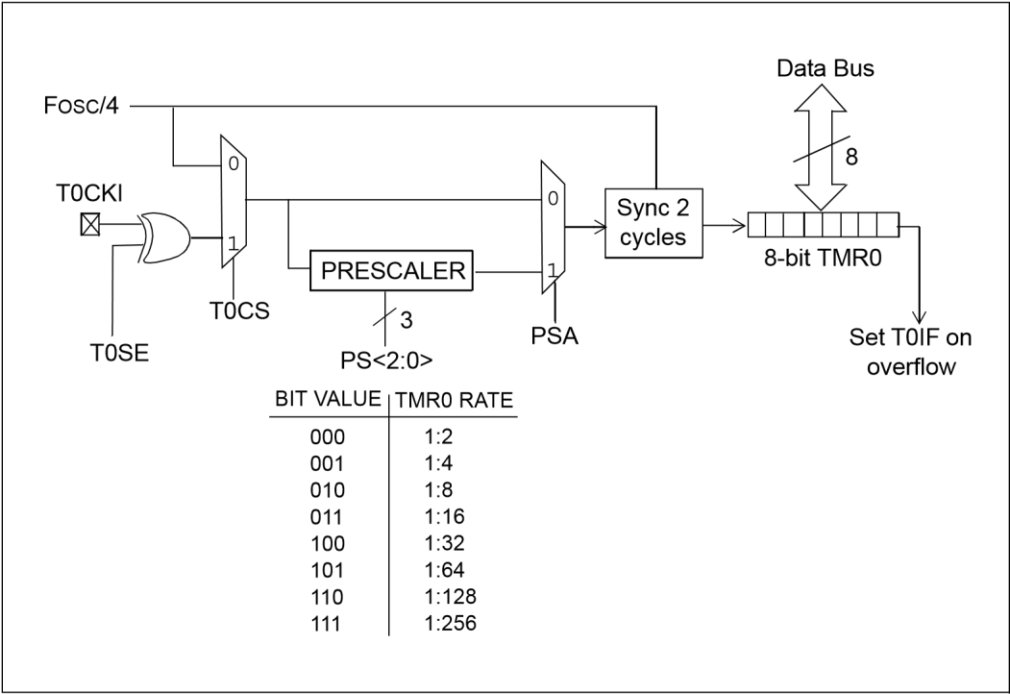 Data Bus
FOSC/4
8
0
T0CKI
0
Sync 2
cycles
1
8-bit TMR0
PRESCALER
1
T0CS
3
PSA
T0SE
Set T0IF on
overflow
PS<2:0>
BIT VALUE TMR0 RATE
000 1:2
001 1:4
010 1:8
011 1:16
100 1:32
101 1:64
110 1:128
111 1:256